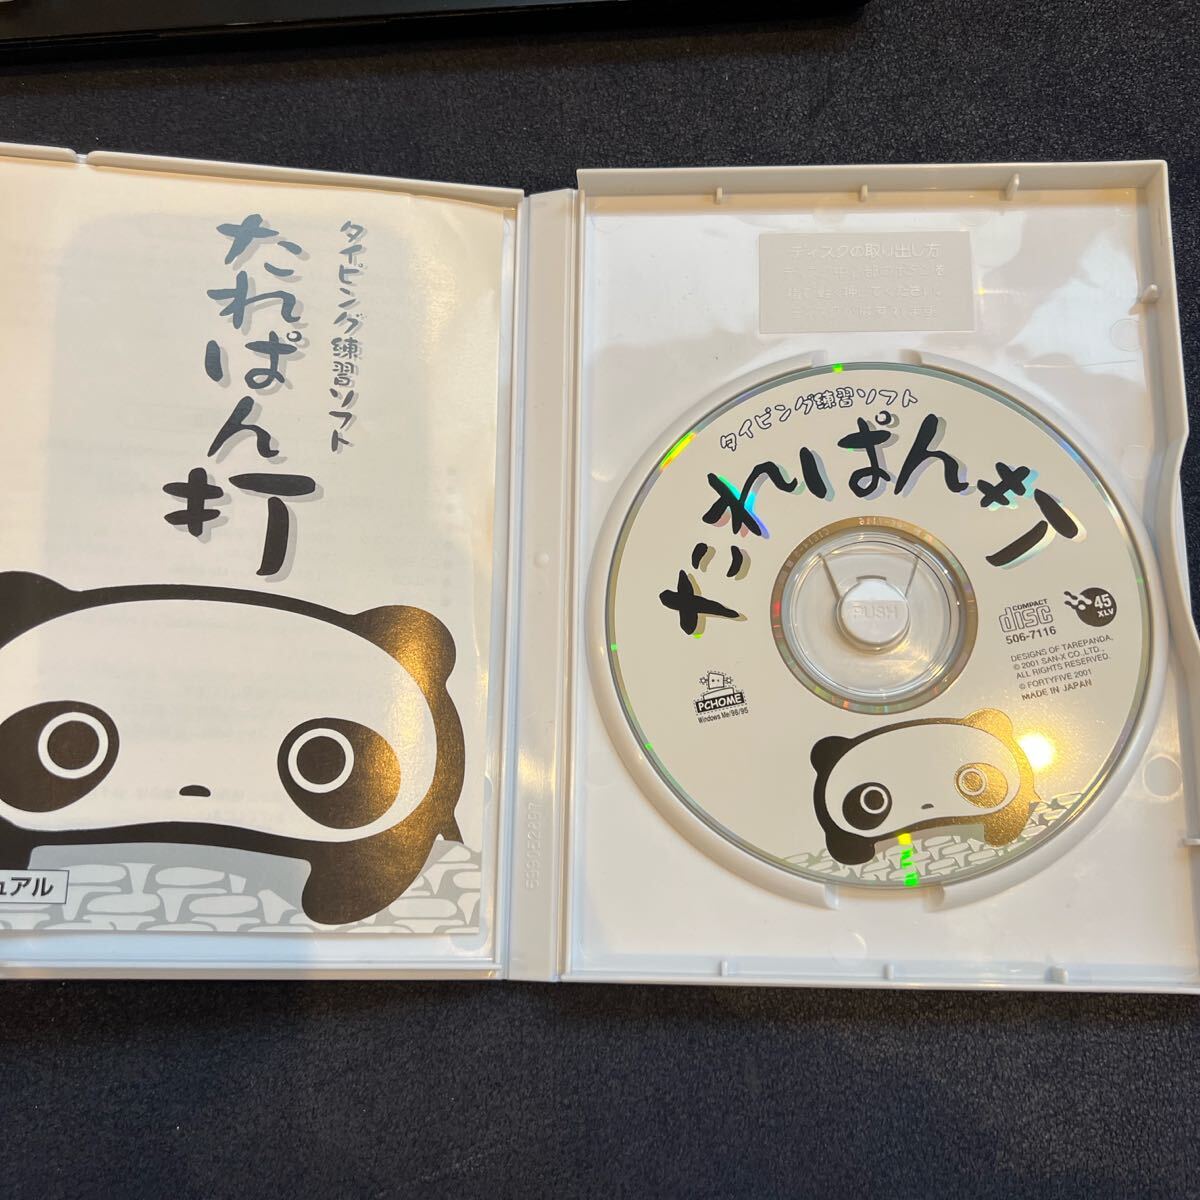 タイピング練習ソフト
たれぱん打
ュアル
ディスクの取り出し方
タイピング練習ソフト
たれぱん打
PUSH
COMPACT
disc
506-7116
45
XLV
DESIGNS OF TAREPANDA,
© 2001 SAN-X CO.,LTD.,
ALL RIGHTS RESERVED.
© FORTYFIVE 2001
MADE IN JAPAN
PCHOME
Windows Me/98/95